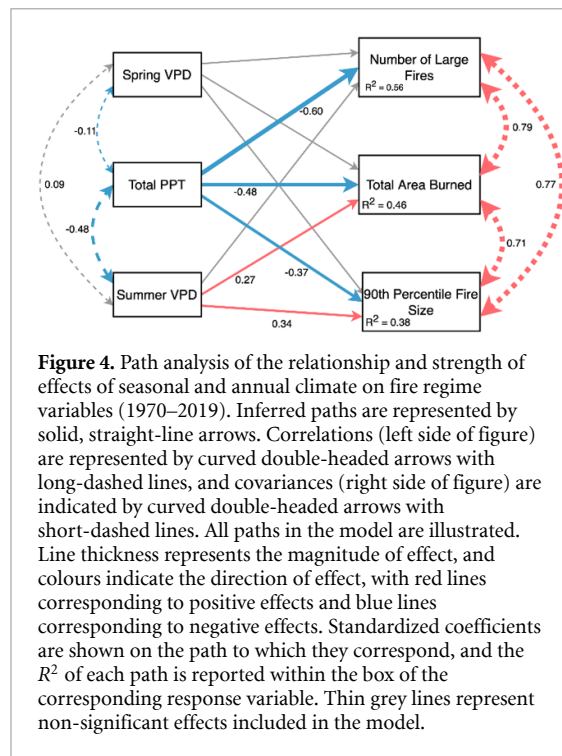 Spring VPD
Number of Large
Fires
R² = 0.56
-0.60
-0.11
0.79
0.09
Total PPT
-0.48
Total Area Burned
R² = 0.46
0.77
-0.48
0.71
0.27
-0.37
Summer VPD
90th Percentile Fire
Size
R² = 0.38
0.34
Figure 4. Path analysis of the relationship and strength of
effects of seasonal and annual climate on fire regime
variables (1970–2019). Inferred paths are represented by
solid, straight-line arrows. Correlations (left side of figure)
are represented by curved double-headed arrows with
long-dashed lines, and covariances (right side of figure) are
indicated by curved double-headed arrows with
short-dashed lines. All paths in the model are illustrated.
Line thickness represents the magnitude of effect, and
colours indicate the direction of effect, with red lines
corresponding to positive effects and blue lines
corresponding to negative effects. Standardized coefficients
are shown on the path to which they correspond, and the
R² of each path is reported within the box of the
corresponding response variable. Thin grey lines represent
non-significant effects included in the model.